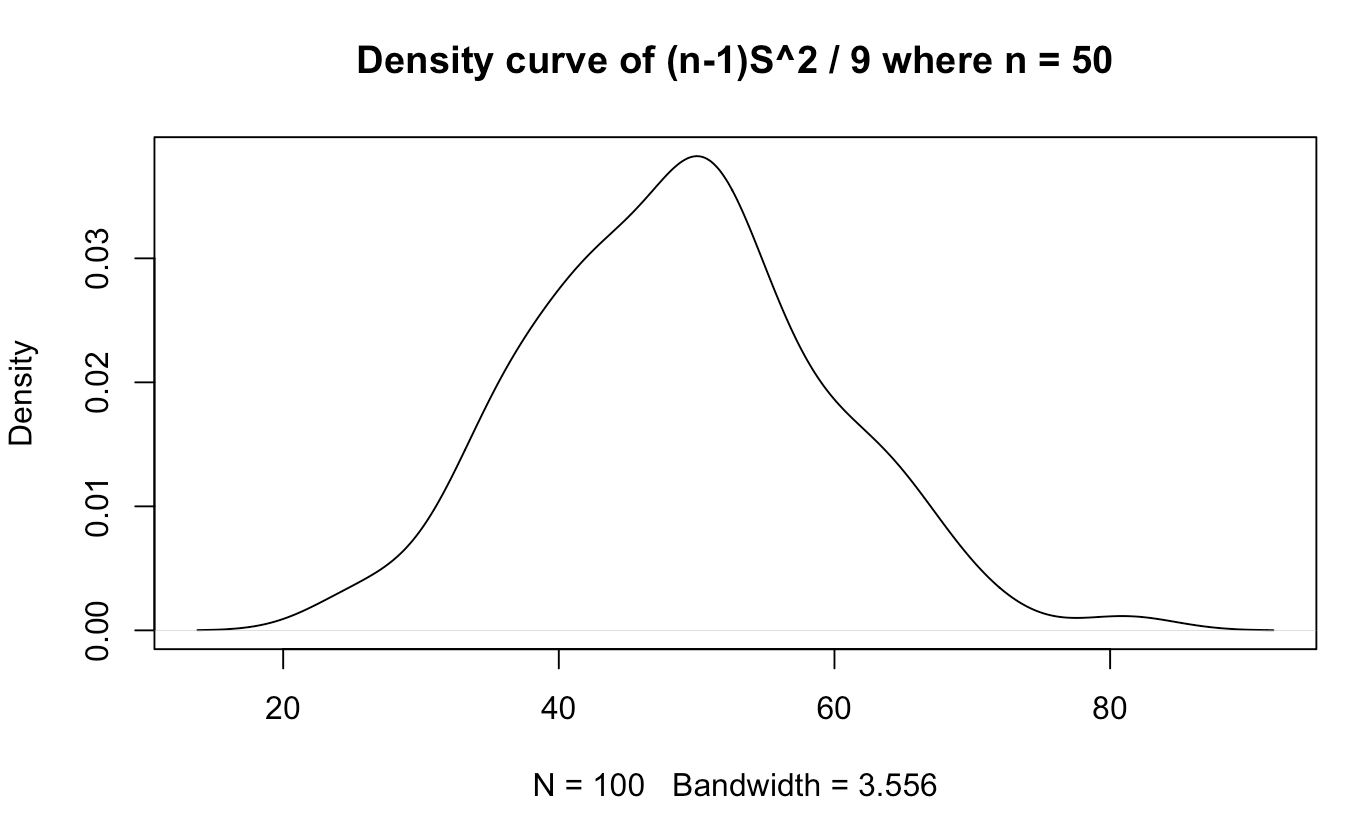 Density curve of (n-1)S^2 / 9 where n = 50
Density
0.03
0.02
0.01
0.00
20 40 60 80
N = 100   Bandwidth = 3.556